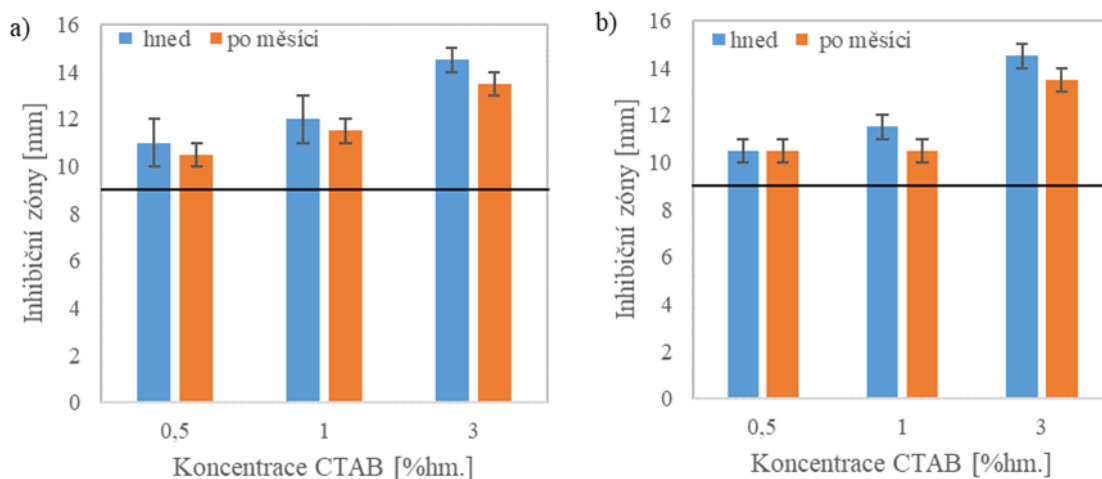 a)
hned po měsíci
Inhibiční zóny [mm]
16
14
12
10
8
6
4
2
0
0,5 1 3
Koncentrace CTAB [%hm.]
b)
hned po měsíci
Inhibiční zóny [mm]
16
14
12
10
8
6
4
2
0
0,5 1 3
Koncentrace CTAB [%hm.]